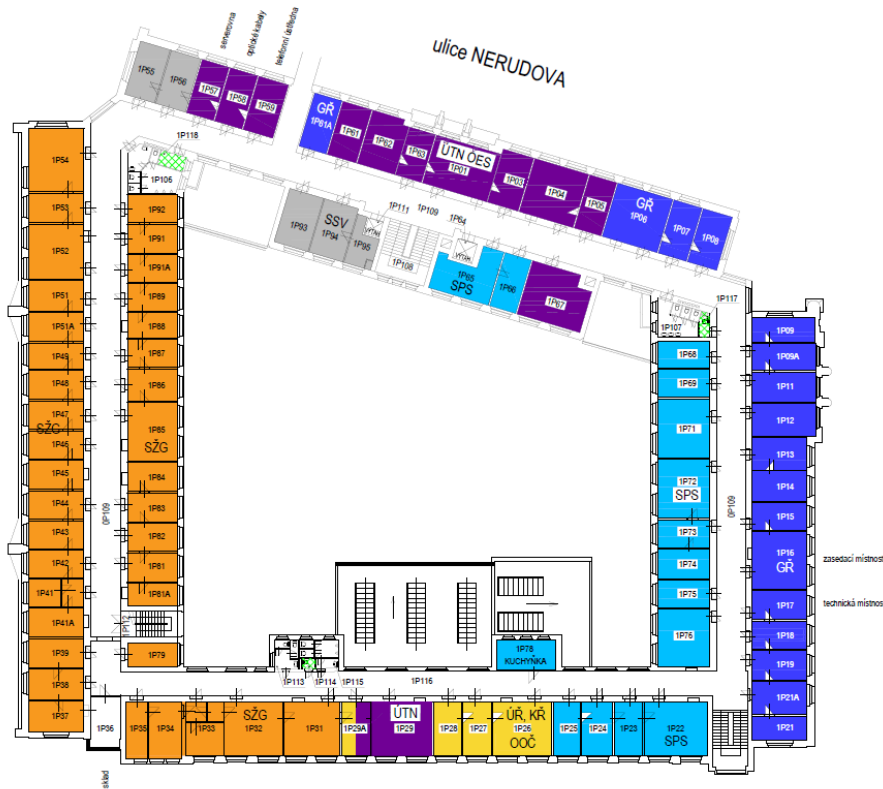 serverovna
optické kabely
telefonní ústředna
ulice NERUDOVA
1P55
1P56
1P57
1P58
1P59
GŘ
1P61A
1P61
1P62
1P63
ÚTN ÓES
1P01
1P03
1P04
1P05
GŘ
1P06
1P07
1P08
1P118
1P106
1P111
1P109
1P64
1P93
SSV
1P94
1P95
VÝTAH
1P108
VÝTAH
1P65
SPS
1P66
1P67
1P117
1P107
1P54
1P53
1P52
1P51
1P51A
1P49
1P48
1P47
SŽG
1P46
1P45
1P44
1P43
1P42
1P41
1P41A
1P39
1P38
1P37
0P109
1P112
1P92
1P91
1P91A
1P89
1P88
1P87
1P86
1P85
SŽG
1P84
1P83
1P82
1P81
1P81A
1P79
1P68
1P69
1P71
1P72
SPS
1P73
1P74
1P75
1P76
0P109
1P09
1P09A
1P11
1P12
1P13
1P14
1P15
1P16
GŘ
zasedací místnost
1P17
technická místnost
1P18
1P19
1P21A
1P21
1P78
KUCHYŇKA
1P113
1P114
1P115
1P116
1P36
sklad
1P35
1P34
1P33
SŽG
1P32
1P31
1P29A
ÚTN
1P29
1P28
1P27
ÚŘ, KŘ
1P26
OOČ
1P25
1P24
1P23
1P22
SPS